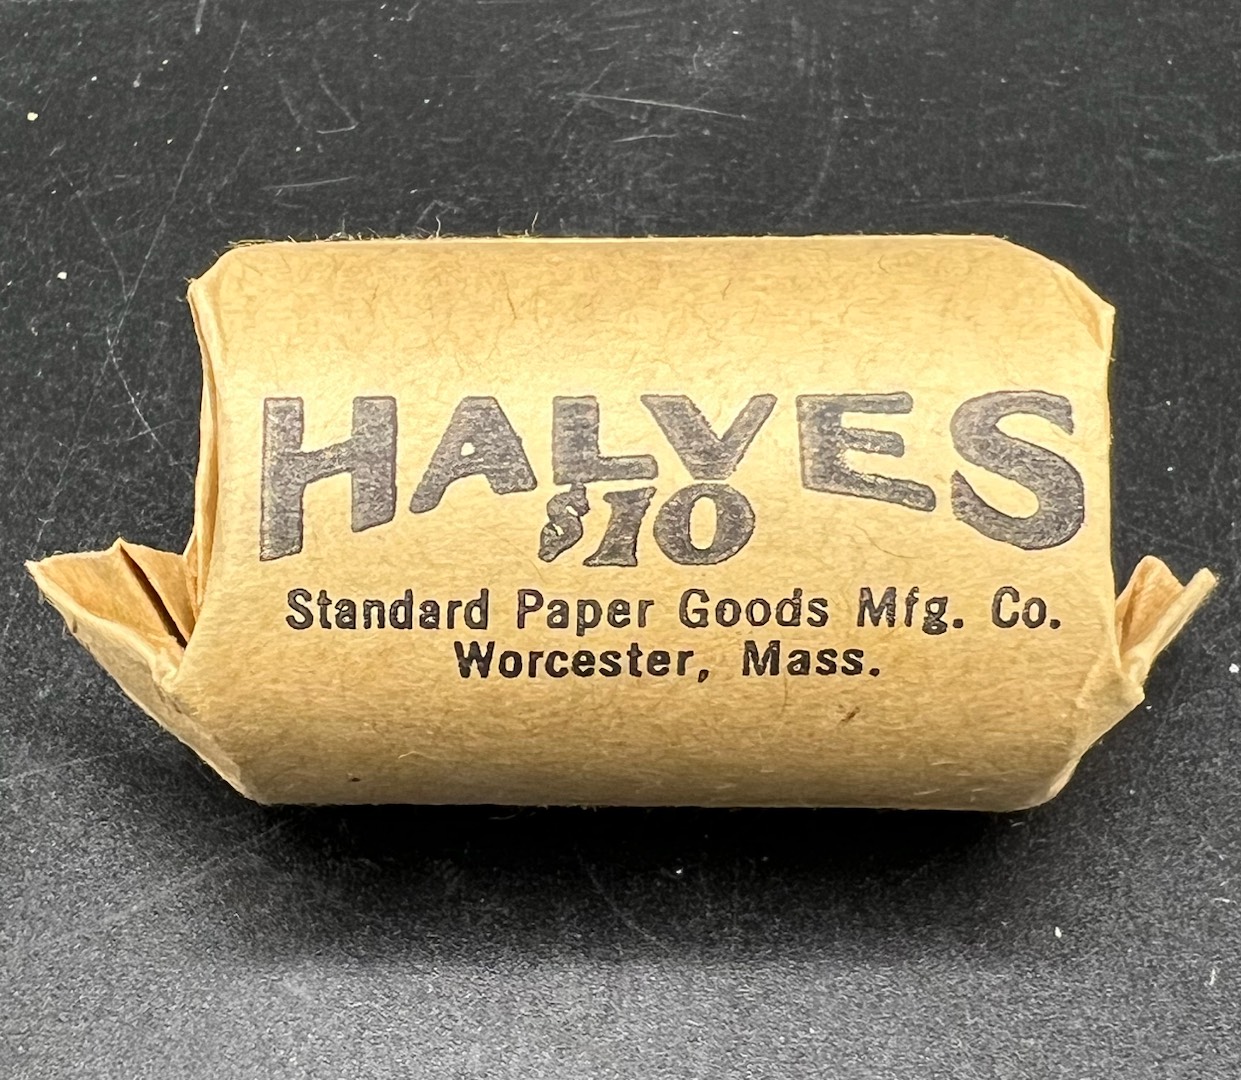 HALVES
$10
Standard Paper Goods Mfg. Co.
Worcester, Mass.